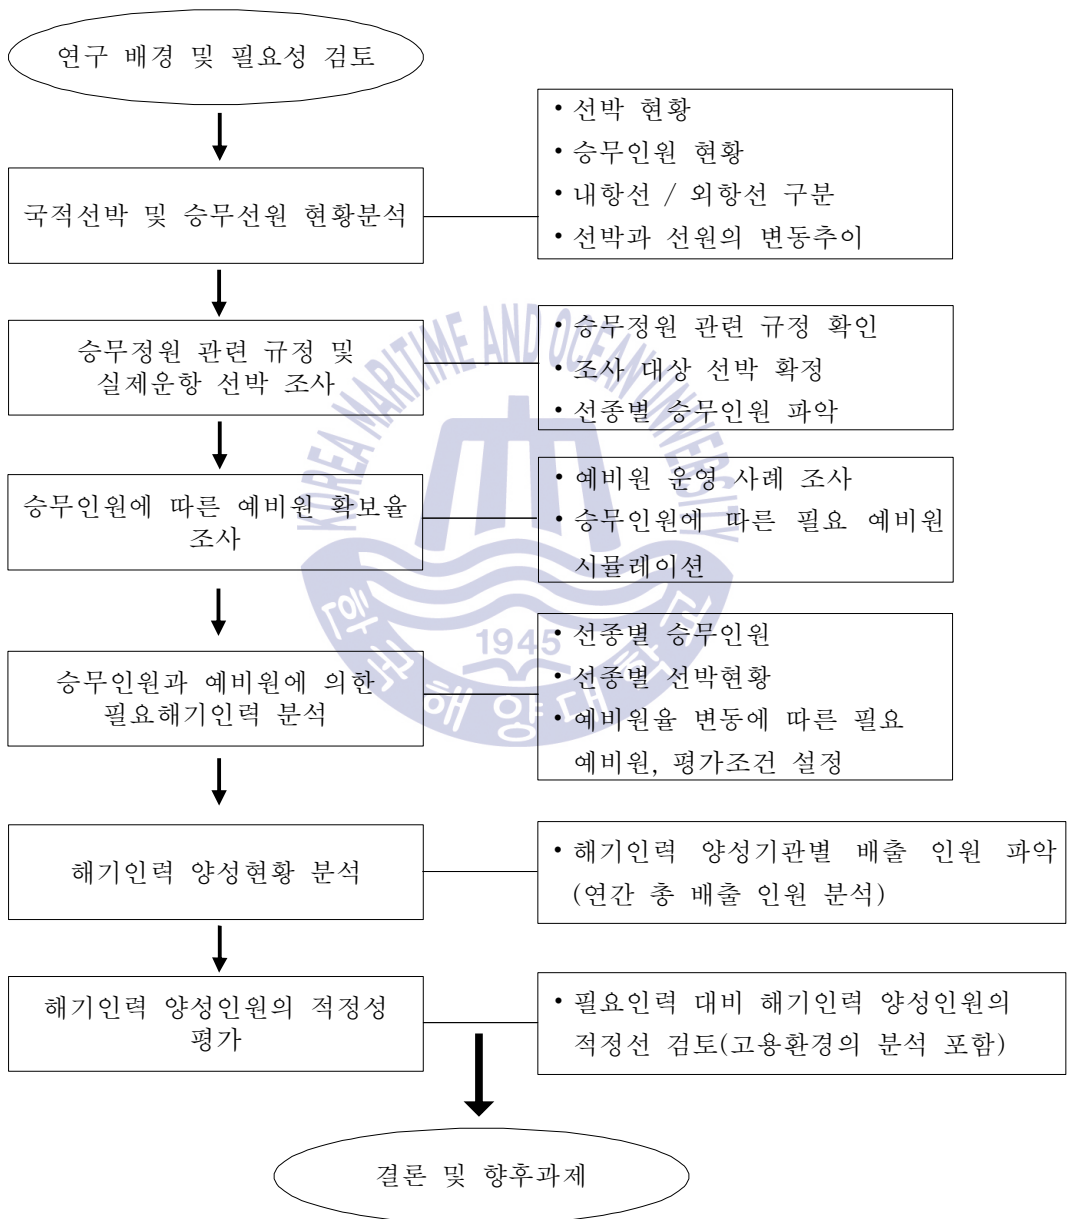 연구 배경 및 필요성 검토
국적선박 및 승무선원 현황분석
• 선박 현황
• 승무인원 현황
• 내항선 / 외항선 구분
• 선박과 선원의 변동추이
승무정원 관련 규정 및
실제운항 선박 조사
• 승무정원 관련 규정 확인
• 조사 대상 선박 확정
• 선종별 승무인원 파악
승무인원에 따른 예비원 확보율
조사
• 예비원 운영 사례 조사
• 승무인원에 따른 필요 예비원
시뮬레이션
승무인원과 예비원에 의한
필요해기인력 분석
• 선종별 승무인원
• 선종별 선박현황
• 예비원율 변동에 따른 필요
예비원, 평가조건 설정
해기인력 양성현황 분석
• 해기인력 양성기관별 배출 인원 파악
(연간 총 배출 인원 분석)
해기인력 양성인원의 적정성
평가
• 필요인력 대비 해기인력 양성인원의
적정선 검토(고용환경의 분석 포함)
결론 및 향후과제
KOREA MARITIME AND OCEAN UNIVERSITY
1945
한국해양대학교